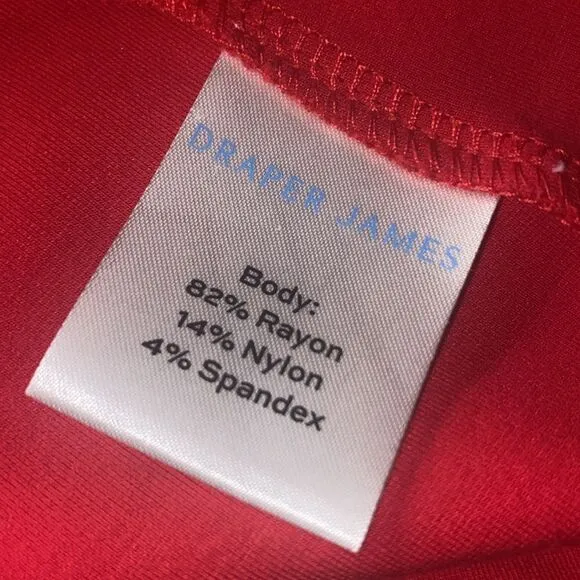 DRAPER JAMES
Body:
82% Rayon
14% Nylon
4% Spandex